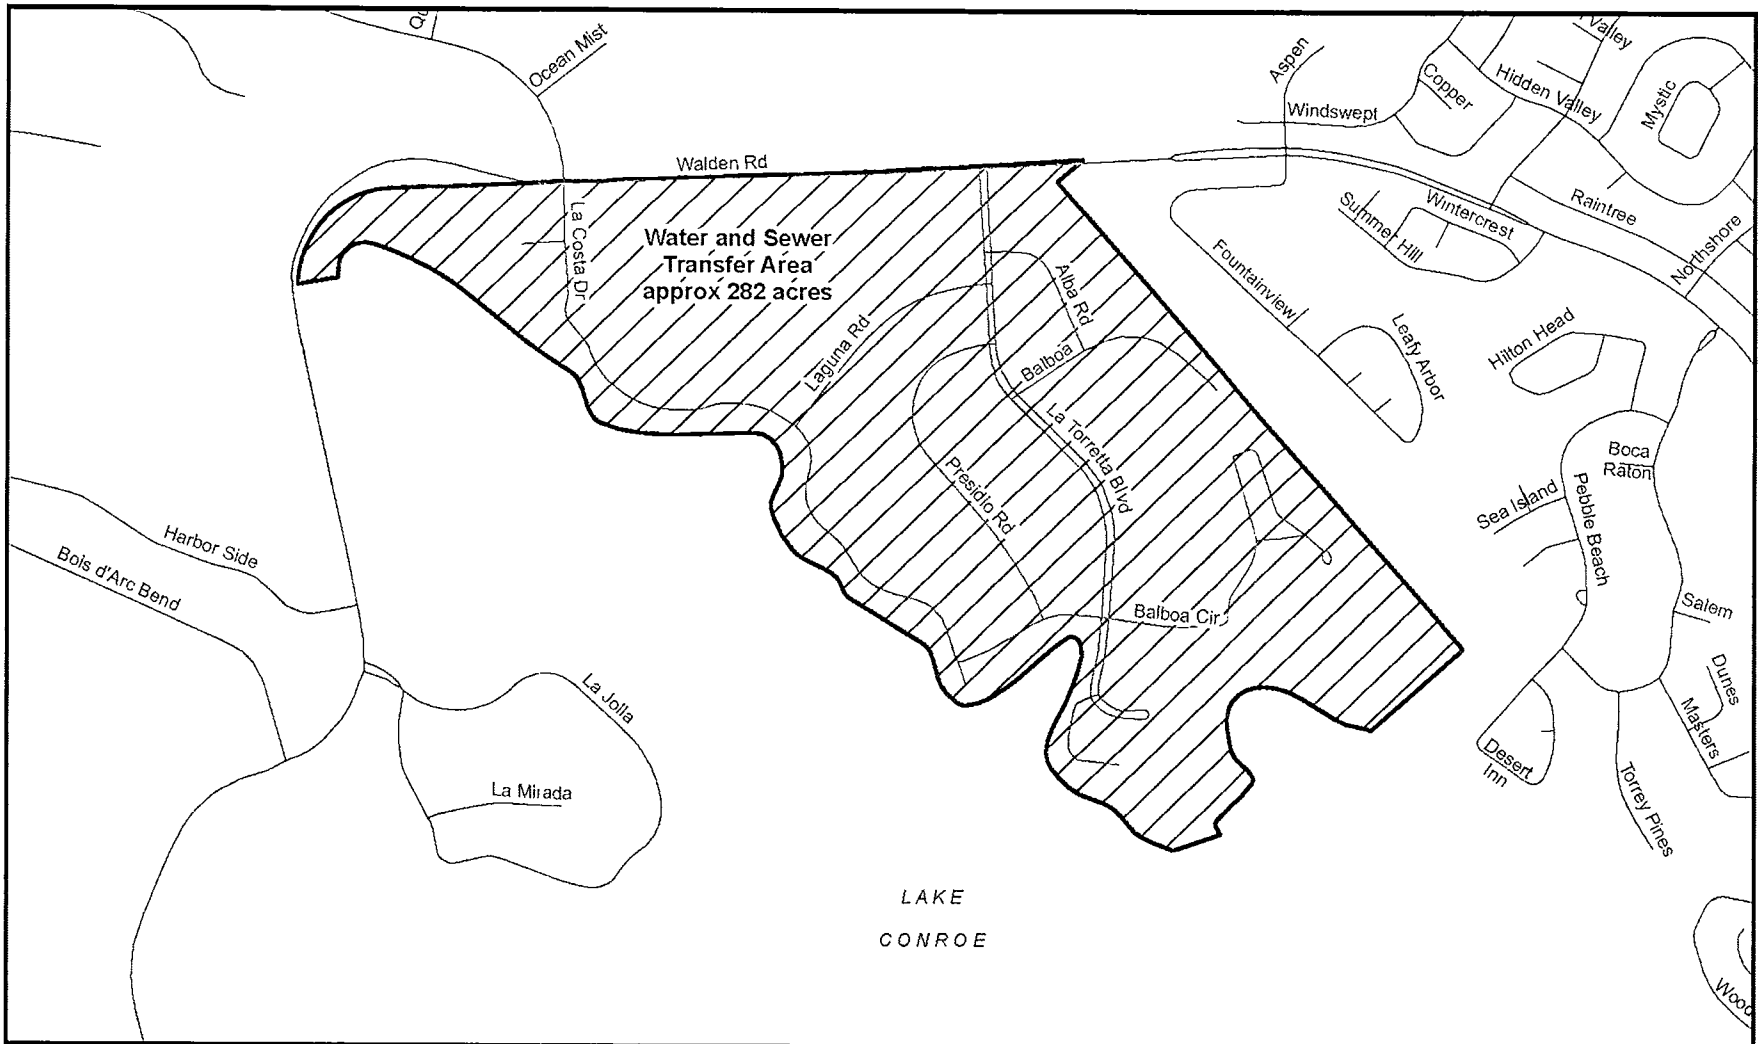 Ocean Mist
Aspen
Valley
Copper
Hidden Valley
Mystic
Windswept
Walden Rd
La Costa Dr
Water and Sewer
Transfer Area
approx 282 acres
Summer Hill
Wintercrest
Raintree
Northshore
Fountainview
Alba Rd
Laguna Rd
Balboa
Leafy Arbor
Hilton Head
La Torretta Blvd
Presidio Rd
Boca
Raton
Sea Island
Pebble Beach
Harbor Side
Bois d'Arc Bend
Balboa Cir
Salem
La Jolla
Dunes
Masters
La Mirada
Desert
Inn
Torrey Pines
LAKE
CONROE
Wood